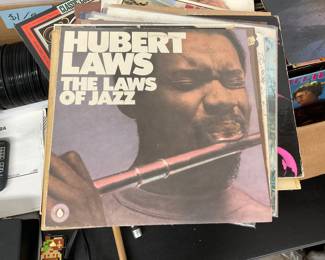 HUBERT
LAWS
THE LAWS
OF JAZZ